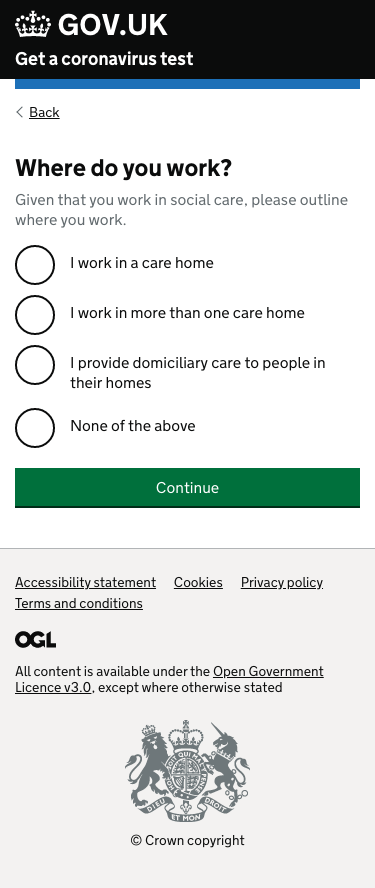 GOV.UK
Get a coronavirus test
Back
Where do you work?
Given that you work in social care, please outline
where you work.
I work in a care home
I work in more than one care home
I provide domiciliary care to people in
their homes
None of the above
Continue
Accessibility statement Cookies Privacy policy
Terms and conditions
OGL
All content is available under the Open Government
Licence v3.0, except where otherwise stated
DIEU ET MON DROIT
© Crown copyright